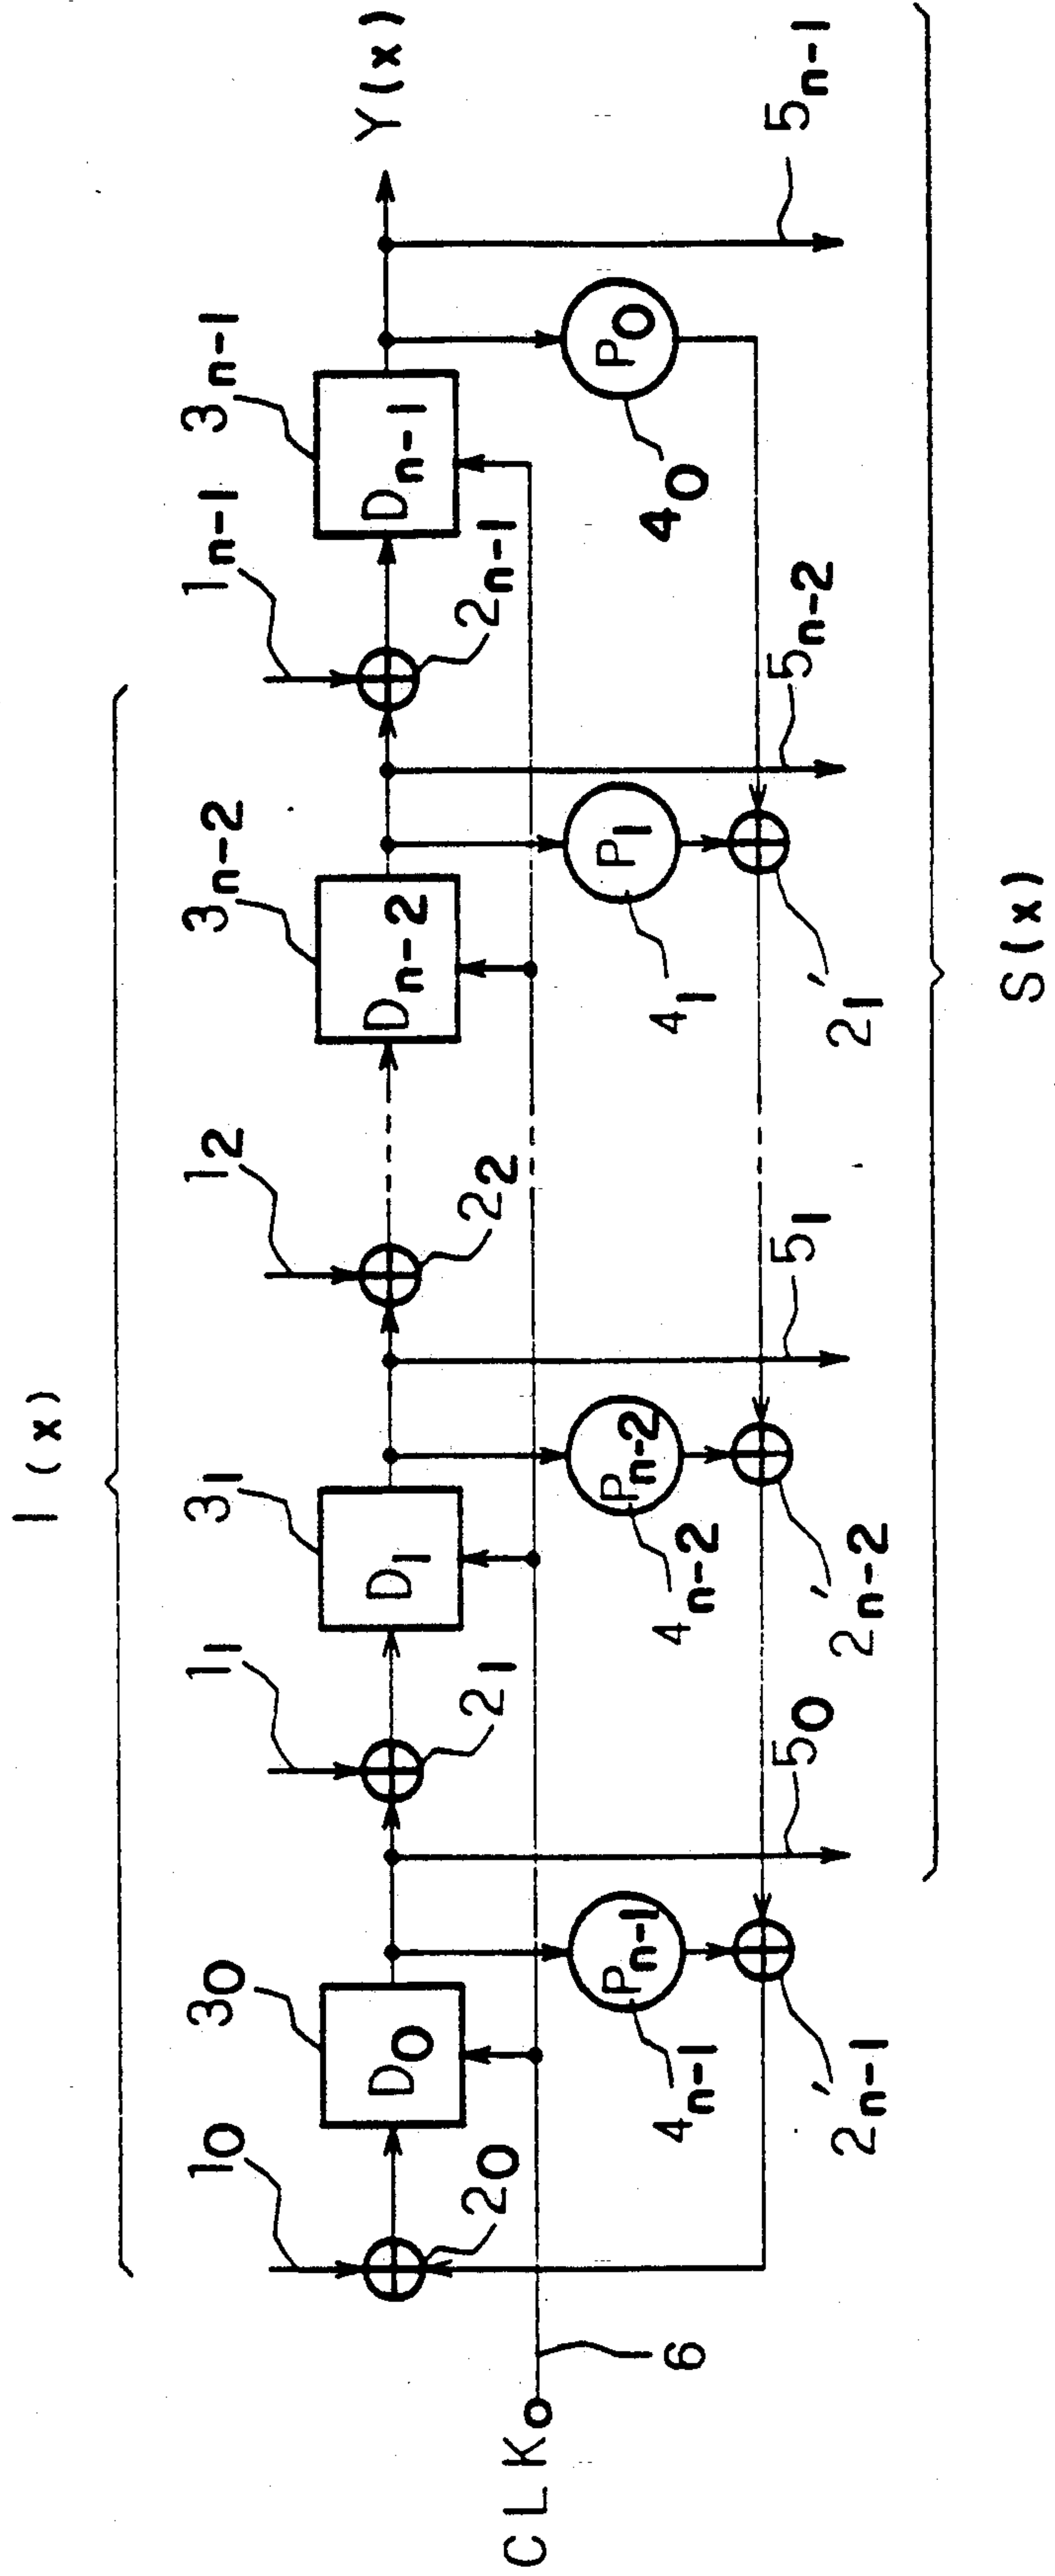 I(x)
1₀ 3₀ 1₁ 3₁ 1₂ 3ₙ₋₂ 1ₙ₋₁ 3ₙ₋₁
D₀ D₁ Dₙ₋₂ Dₙ₋₁ Y(x)
2₀ 2₁ 2₂ 2ₙ₋₁
CLK₀
6
Pₙ₋₁ Pₙ₋₂ P₁ P₀
4ₙ₋₁ 4ₙ₋₂ 4₁ 4₀
5₀ 5₁ 5ₙ₋₂ 5ₙ₋₁
2'ₙ₋₁ 2'ₙ₋₂ 2'₁
S(x)